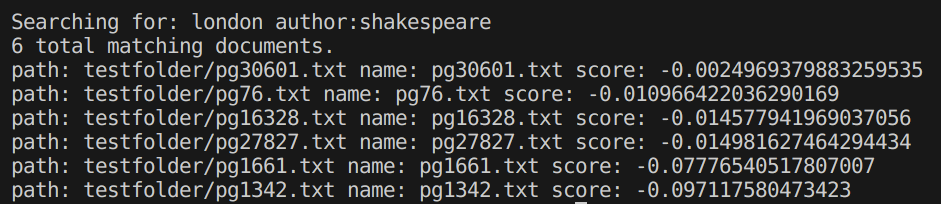 Searching for: london author:shakespeare
6 total matching documents.
path: testfolder/pg30601.txt name: pg30601.txt score: -0.0024969379883259535
path: testfolder/pg76.txt name: pg76.txt score: -0.010966422036290169
path: testfolder/pg16328.txt name: pg16328.txt score: -0.014577941969037056
path: testfolder/pg27827.txt name: pg27827.txt score: -0.014981627464294434
path: testfolder/pg1661.txt name: pg1661.txt score: -0.07776540517807007
path: testfolder/pg1342.txt name: pg1342.txt score: -0.097117580473423